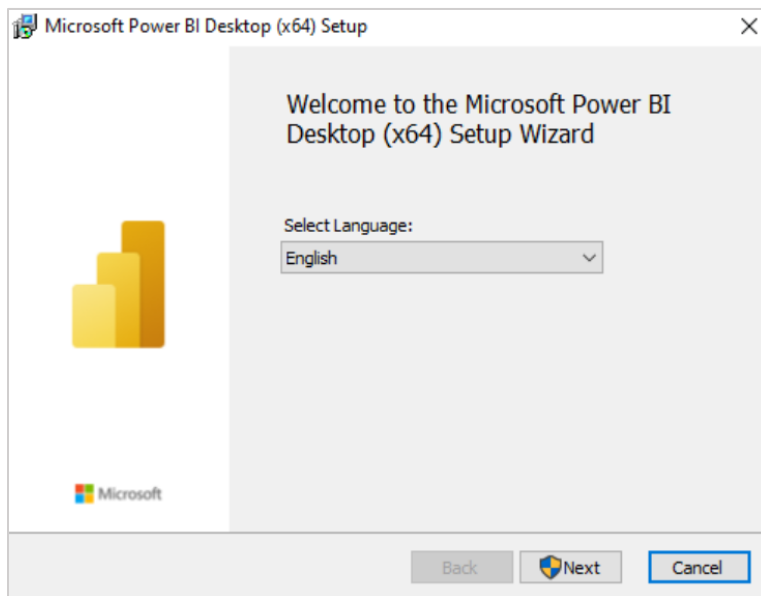 Microsoft Power BI Desktop (x64) Setup
Welcome to the Microsoft Power BI
Desktop (x64) Setup Wizard
Select Language:
English
Microsoft
Back
Next
Cancel